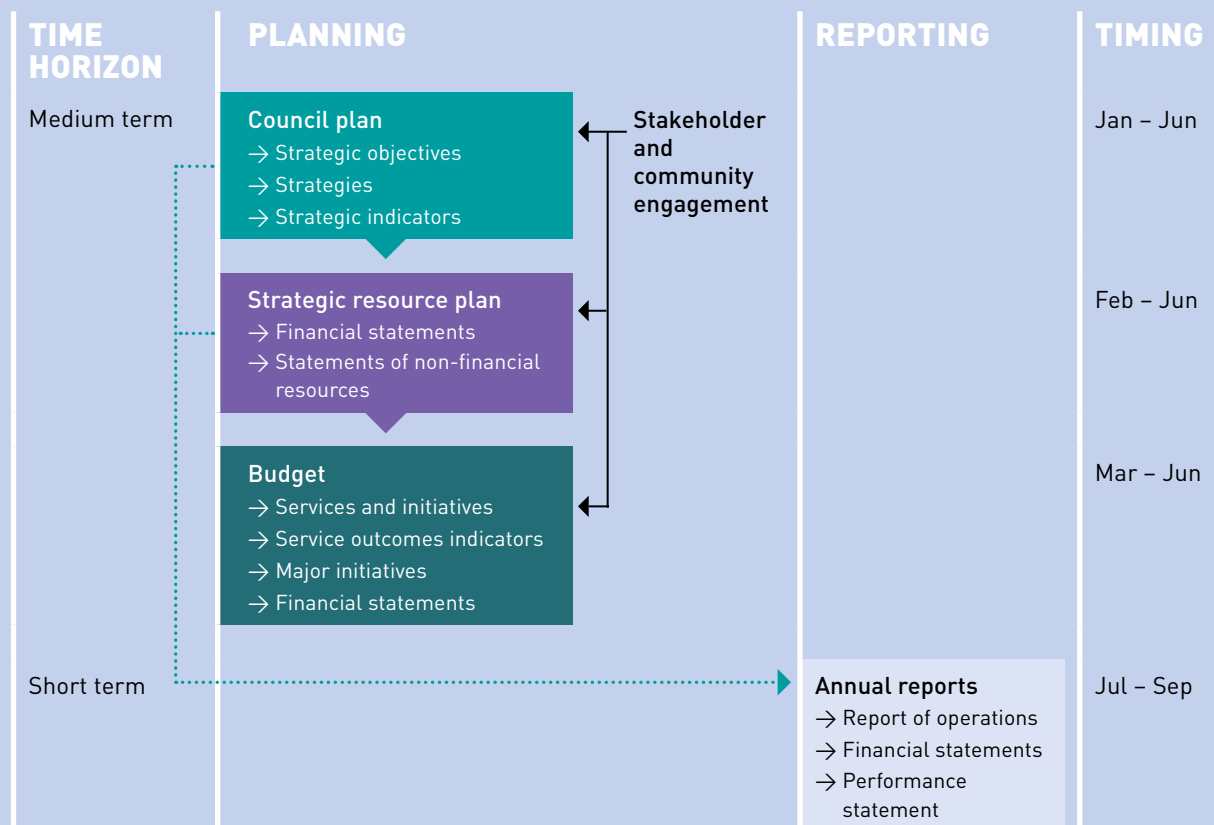 TIME
HORIZON
PLANNING
REPORTING
TIMING
Medium term
Council plan
→ Strategic objectives
→ Strategies
→ Strategic indicators
Stakeholder
and
community
engagement
Jan – Jun
Strategic resource plan
→ Financial statements
→ Statements of non-financial
resources
Feb – Jun
Budget
→ Services and initiatives
→ Service outcomes indicators
→ Major initiatives
→ Financial statements
Mar – Jun
Short term
Annual reports
→ Report of operations
→ Financial statements
→ Performance
statement
Jul – Sep